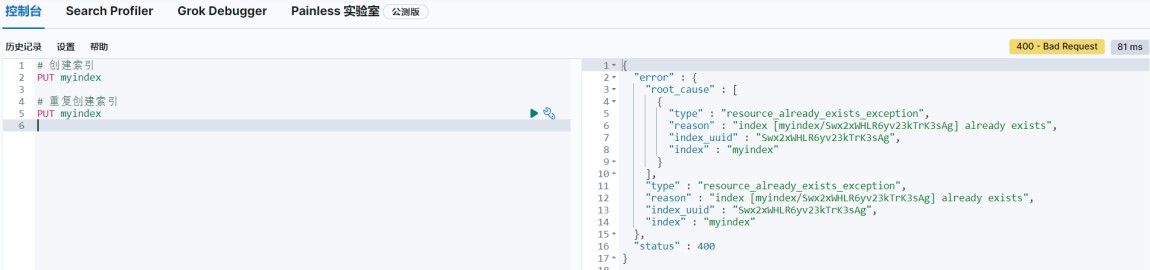 控制台 Search Profiler Grok Debugger Painless 实验室 公测版
历史记录 设置 帮助 400 - Bad Request 81 ms
1 # 创建索引
2 PUT myindex
3
4 # 重复创建索引
5 PUT myindex
6
1 {
2 "error" : {
3 "root_cause" : [
4 {
5 "type" : "resource_already_exists_exception",
6 "reason" : "index [myindex/Swx2xWHLR6yv23kTrK3sAg] already exists",
7 "index_uuid" : "Swx2xWHLR6yv23kTrK3sAg",
8 "index" : "myindex"
9 }
10 ],
11 "type" : "resource_already_exists_exception",
12 "reason" : "index [myindex/Swx2xWHLR6yv23kTrK3sAg] already exists",
13 "index_uuid" : "Swx2xWHLR6yv23kTrK3sAg",
14 "index" : "myindex"
15 },
16 "status" : 400
17 }
18